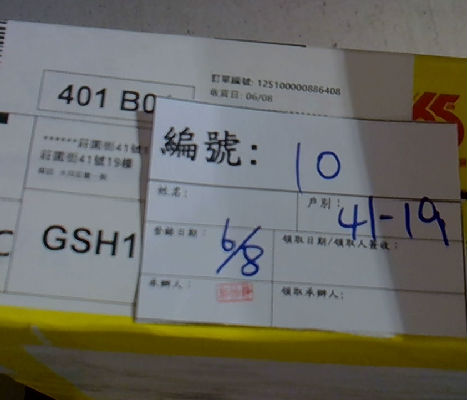 訂單編號: 125100000886408
收貨日: 06/08
401 B0
******莊園街41號1
莊園街41號19樓
GSH1
65
編號: 10
姓名:
戶別: 41-19
登錄日期: 6/8
領取日期/領取人簽收:
承辦人:
領取承辦人: